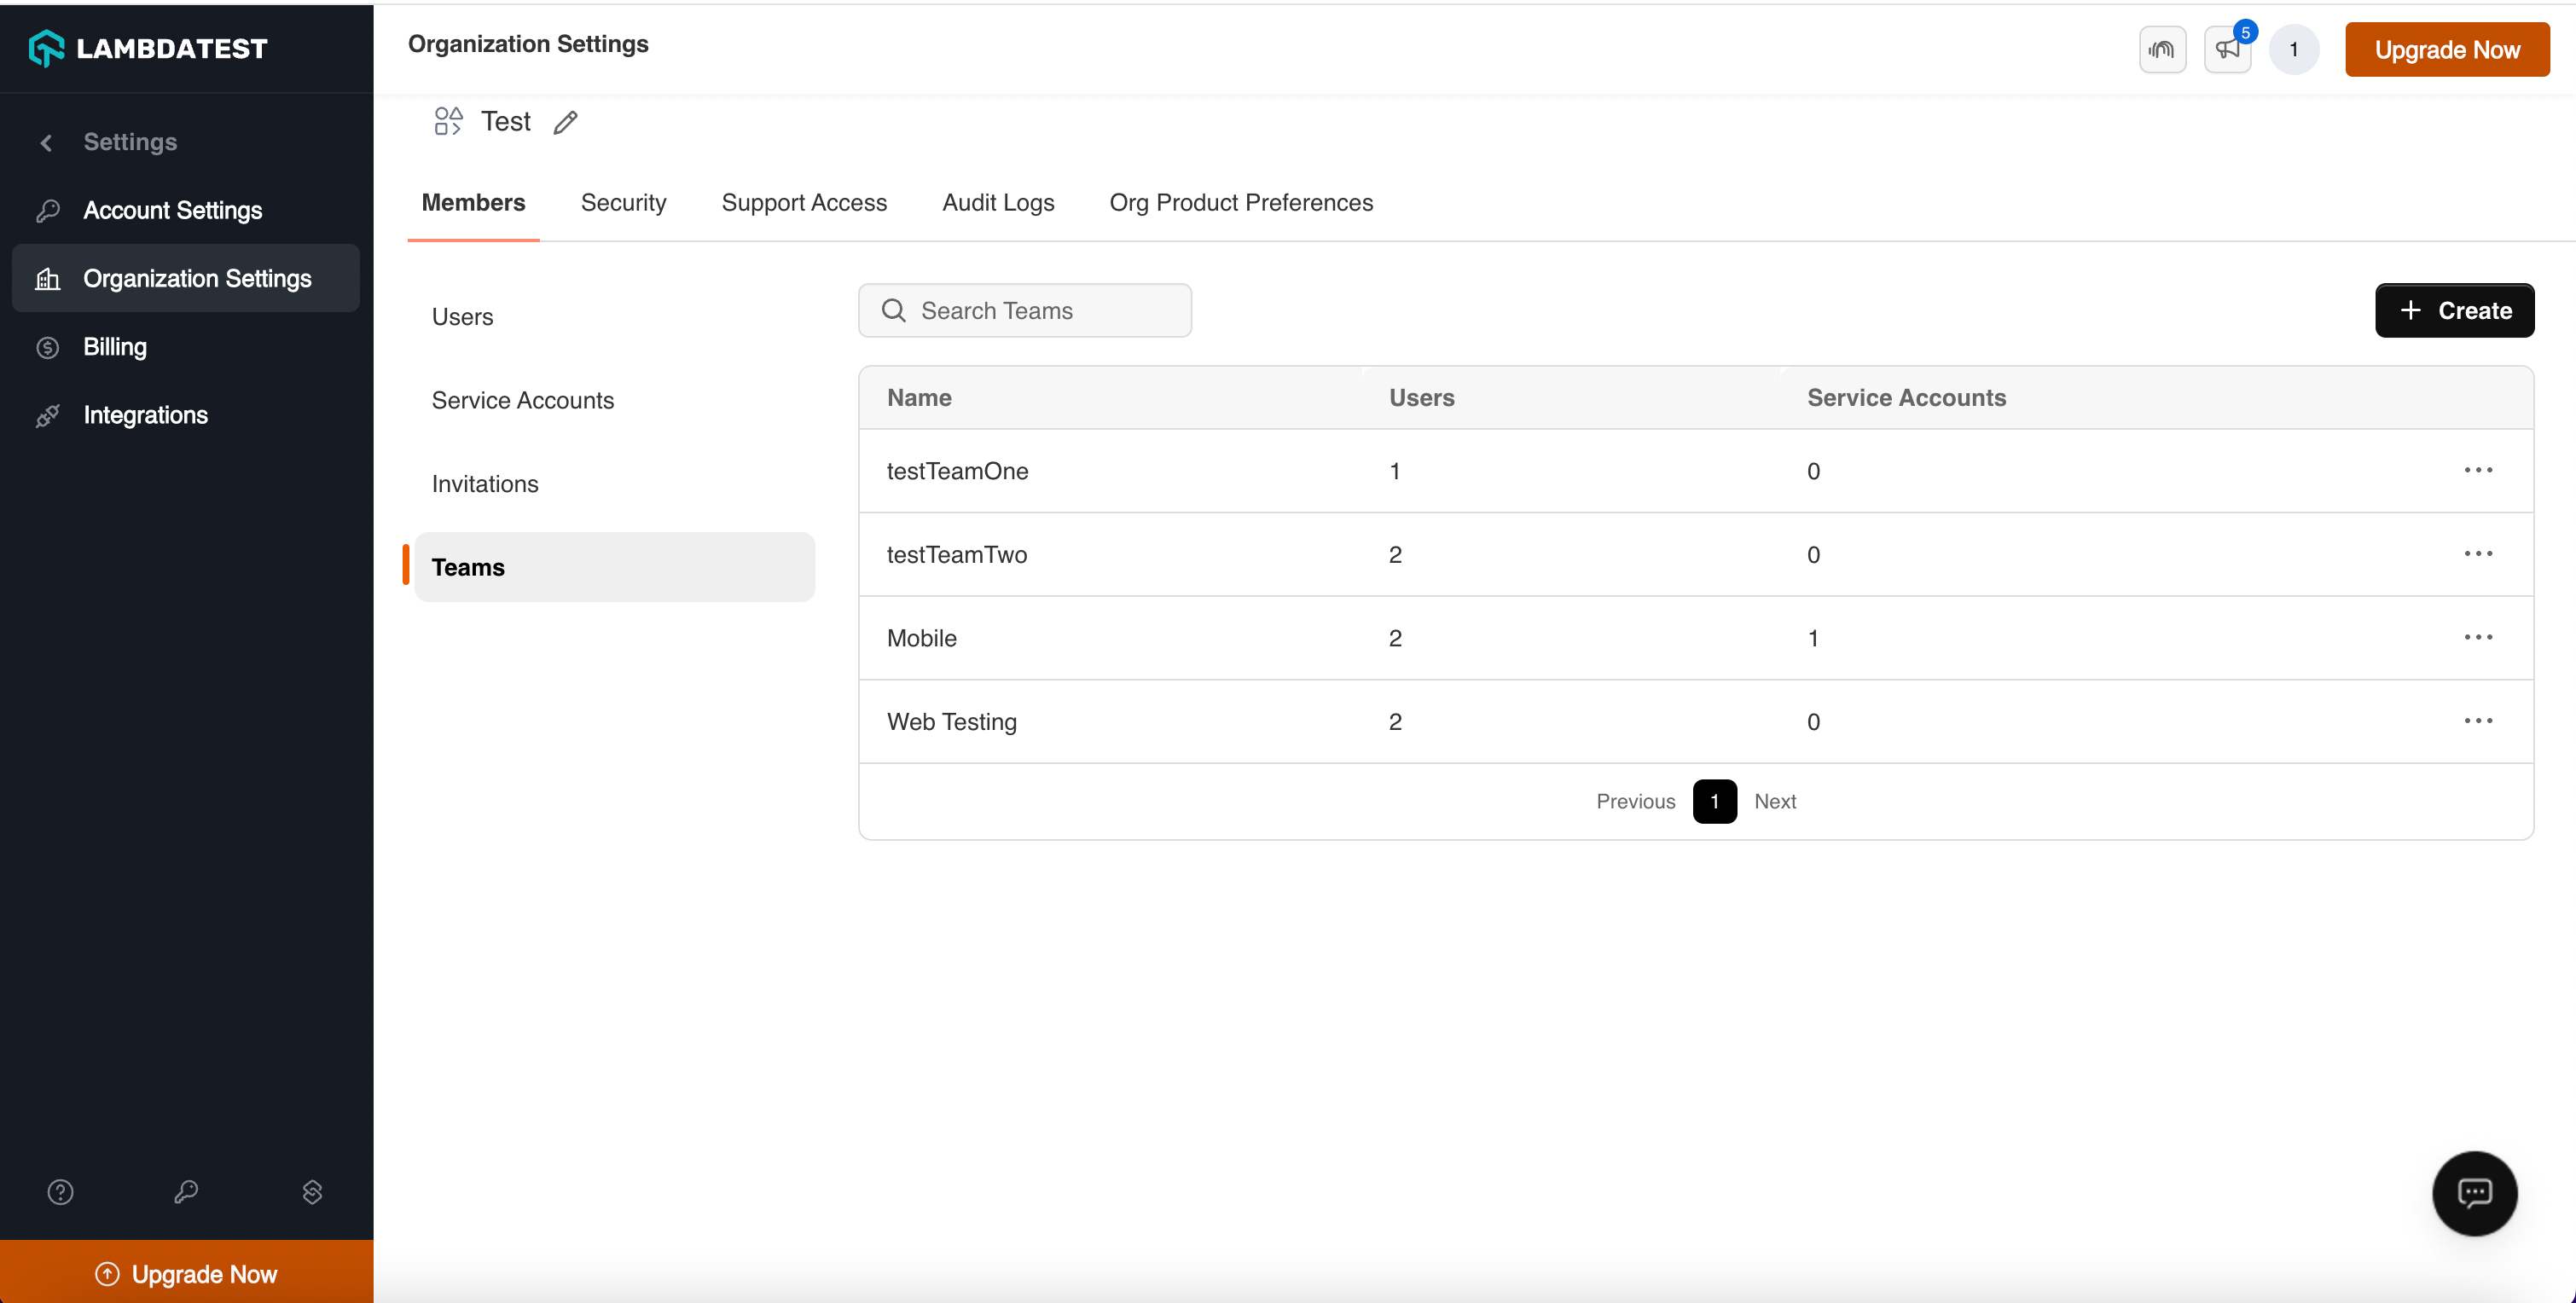 LAMBDATEST
Settings
Account Settings
Organization Settings
Billing
Integrations
Upgrade Now
Organization Settings
5
1
Upgrade Now
Test
Members Security Support Access Audit Logs Org Product Preferences
Users
Service Accounts
Invitations
Teams
Search Teams
Create
Name Users Service Accounts
testTeamOne 1 0
testTeamTwo 2 0
Mobile 2 1
Web Testing 2 0
Previous 1 Next